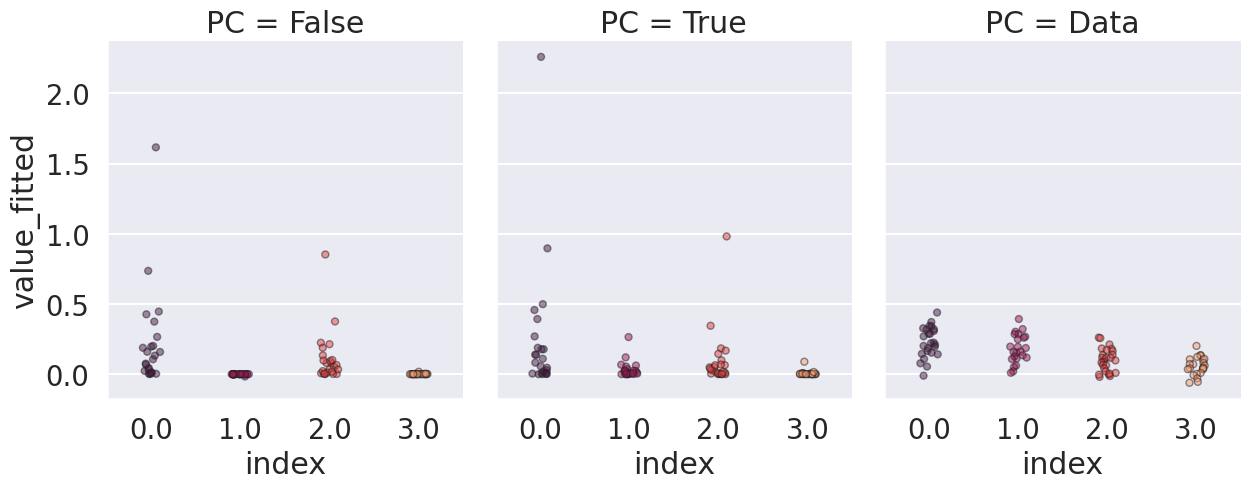 PC = False
PC = True
PC = Data
value_fitted
2.0
1.5
1.0
0.5
0.0
0.0 1.0 2.0 3.0
0.0 1.0 2.0 3.0
0.0 1.0 2.0 3.0
index
index
index